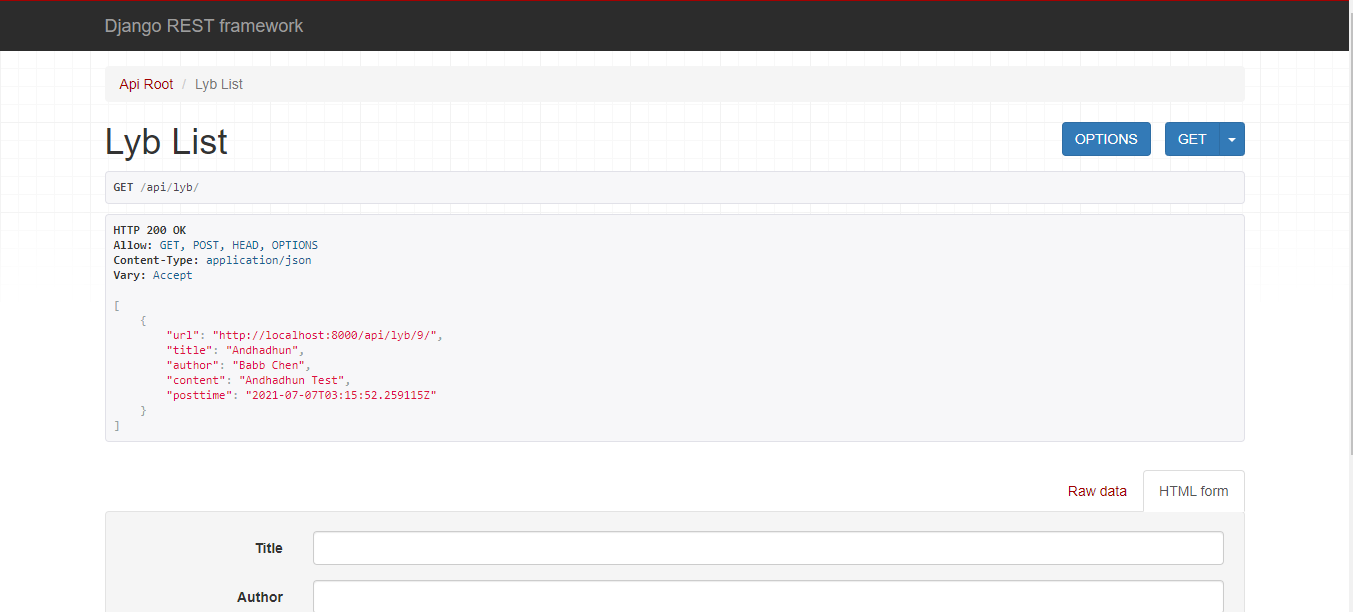 Django REST framework
Api Root / Lyb List
Lyb List
OPTIONS GET
GET /api/lyb/
HTTP 200 OK
Allow: GET, POST, HEAD, OPTIONS
Content-Type: application/json
Vary: Accept
[
    {
        "url": "http://localhost:8000/api/lyb/9/",
        "title": "Andhadhun",
        "author": "Babb Chen",
        "content": "Andhadhun Test",
        "posttime": "2021-07-07T03:15:52.259115Z"
    }
]
Raw data HTML form
Title
Author